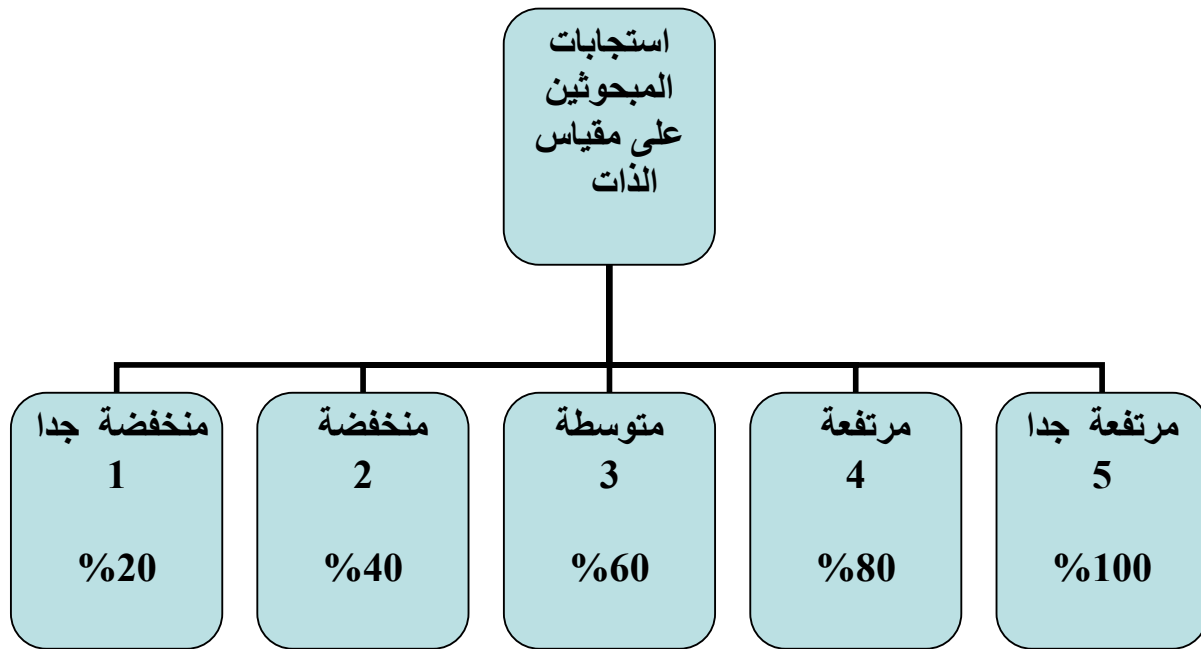 استجابات
المبحوثين
على مقياس
الذات
مرتفعة جدا
5
%100
مرتفعة
4
%80
متوسطة
3
%60
منخفضة
2
%40
منخفضة جدا
1
%20